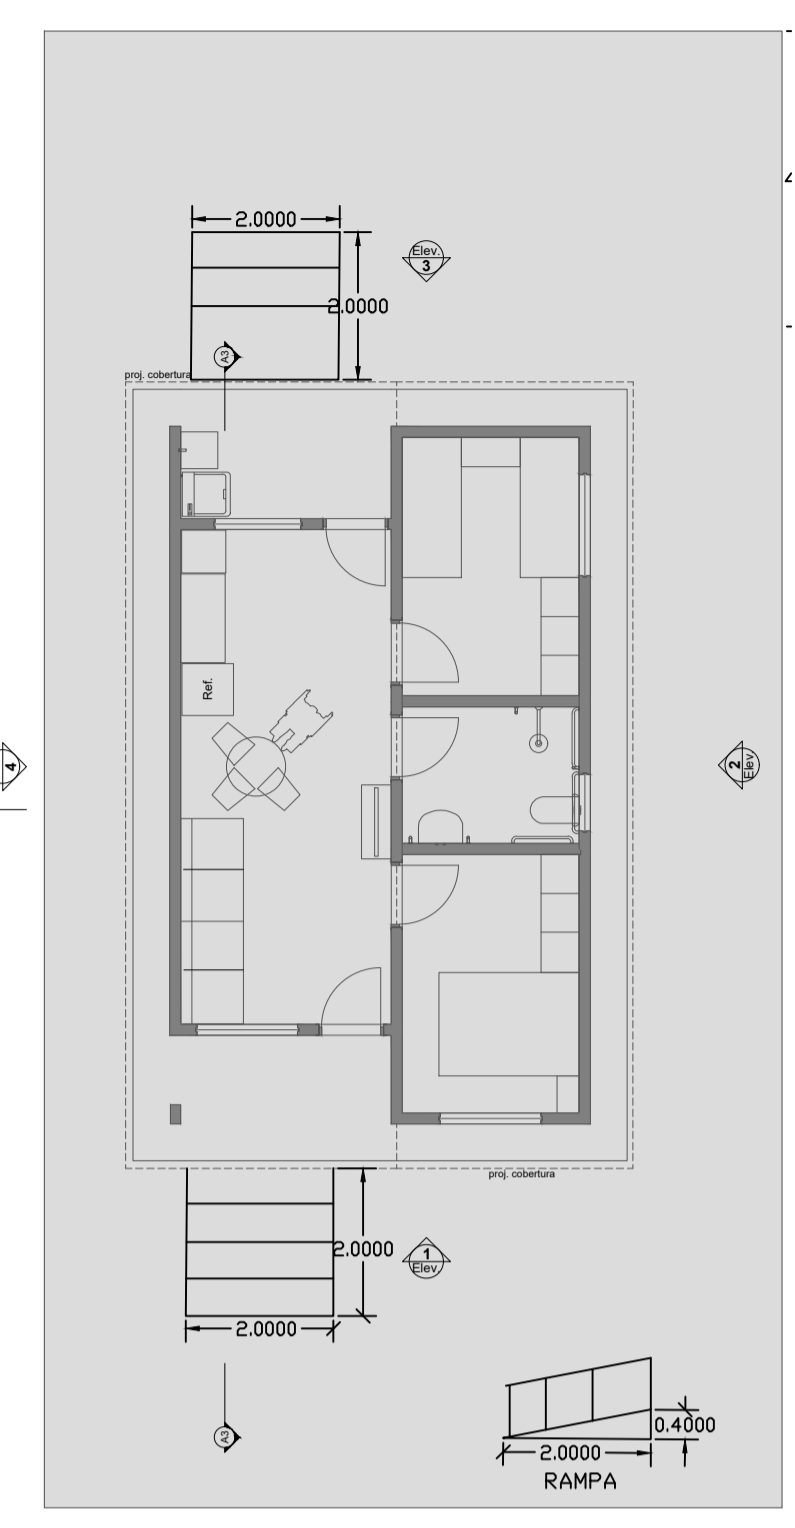 2.0000
Elev.
3
2.0000
A3
proj. cobertura
Ref.
4
2
Elev.
proj. cobertura
2.0000
1
Elev.
2.0000
A3
0.4000
2.0000
RAMPA